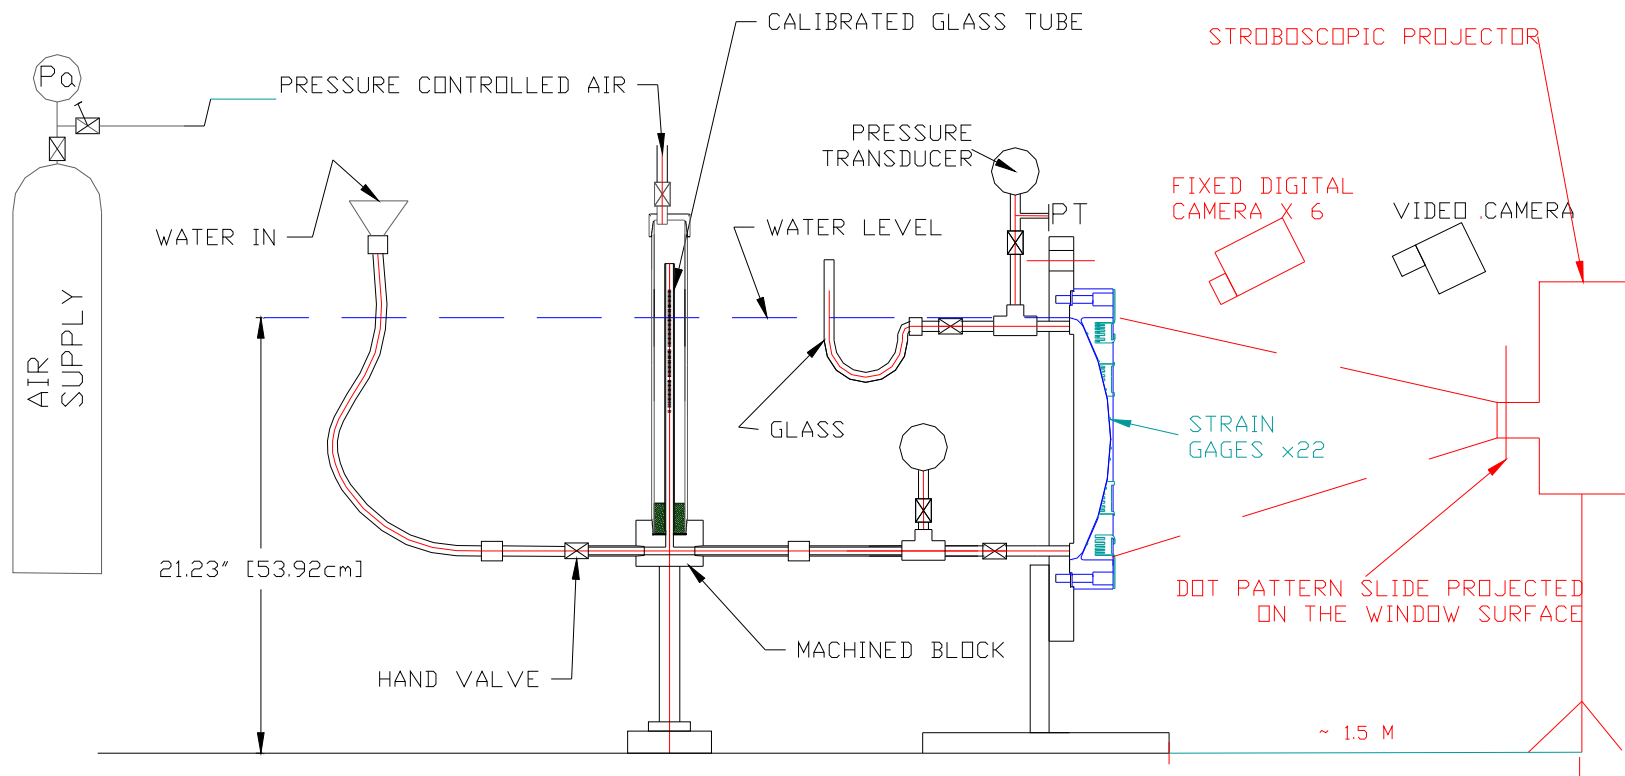 CALIBRATED GLASS TUBE
STROBOSCOPIC PROJECTOR
Pa
PRESSURE CONTROLLED AIR
PRESSURE
TRANSDUCER
FIXED DIGITAL
CAMERA X 6
VIDEO .CAMERA
PT
WATER IN
WATER LEVEL
AIR
SUPPLY
GLASS
STRAIN
GAGES x22
21.23" [53.92cm]
DOT PATTERN SLIDE PROJECTED
ON THE WINDOW SURFACE
MACHINED BLOCK
HAND VALVE
~ 1.5 M